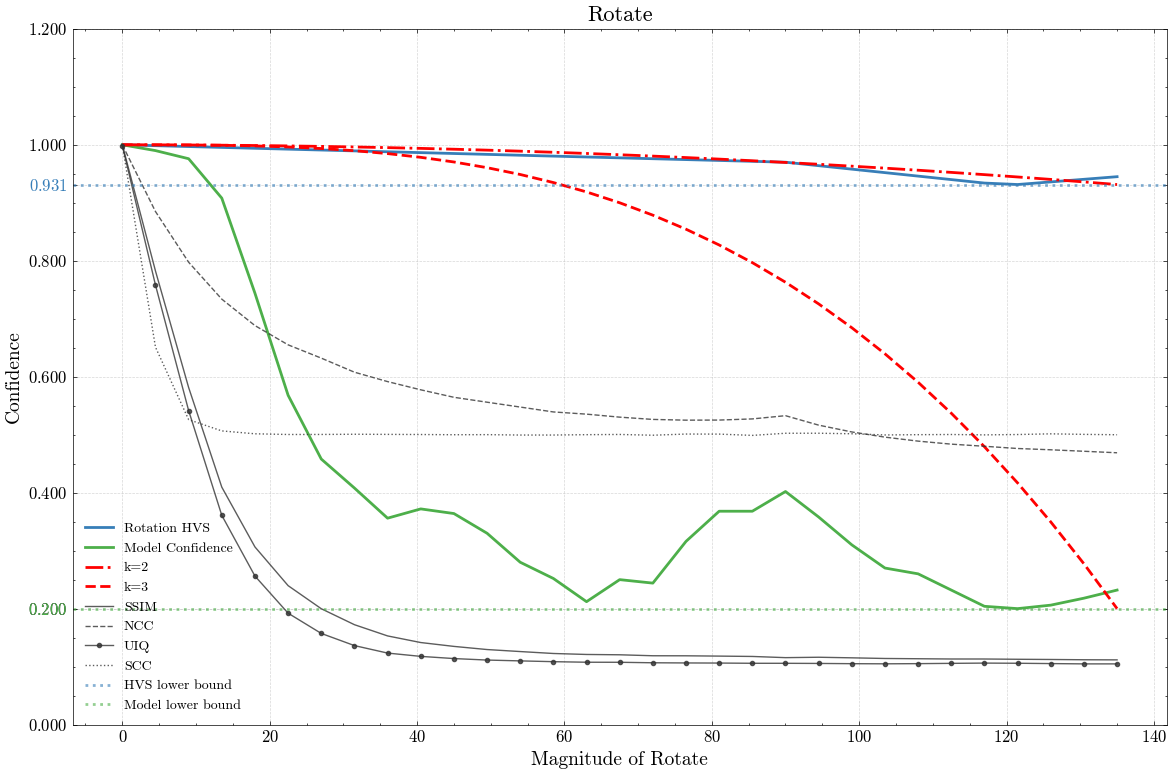 Rotate
Confidence
1.200
1.000
0.931
0.800
0.600
0.400
0.200
0.000
Rotation HVS
Model Confidence
k=2
k=3
SSIM
NCC
UIQ
SCC
HVS lower bound
Model lower bound
0 20 40 60 80 100 120 140
Magnitude of Rotate